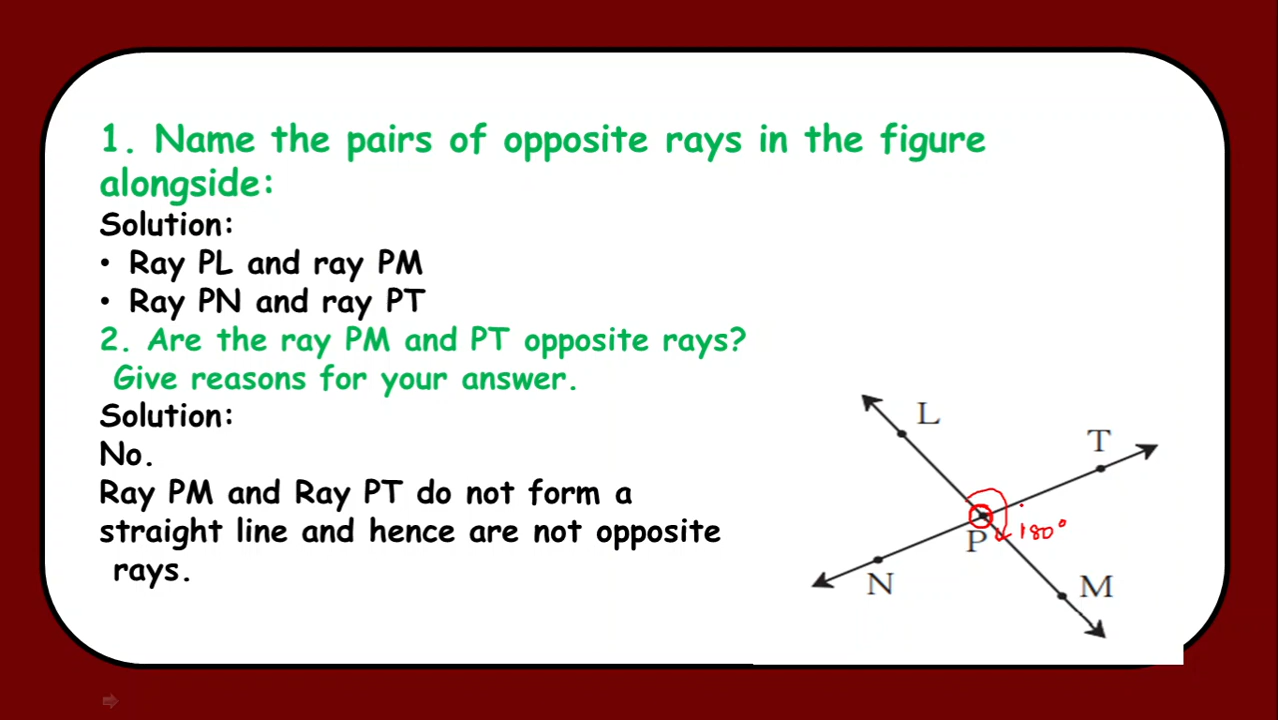 1. Name the pairs of opposite rays in the figure
alongside:
Solution:
• Ray PL and ray PM
• Ray PN and ray PT
2. Are the ray PM and PT opposite rays?
Give reasons for your answer.
Solution:
No.
Ray PM and Ray PT do not form a
straight line and hence are not opposite
rays.
L
T
P
180°
N
M